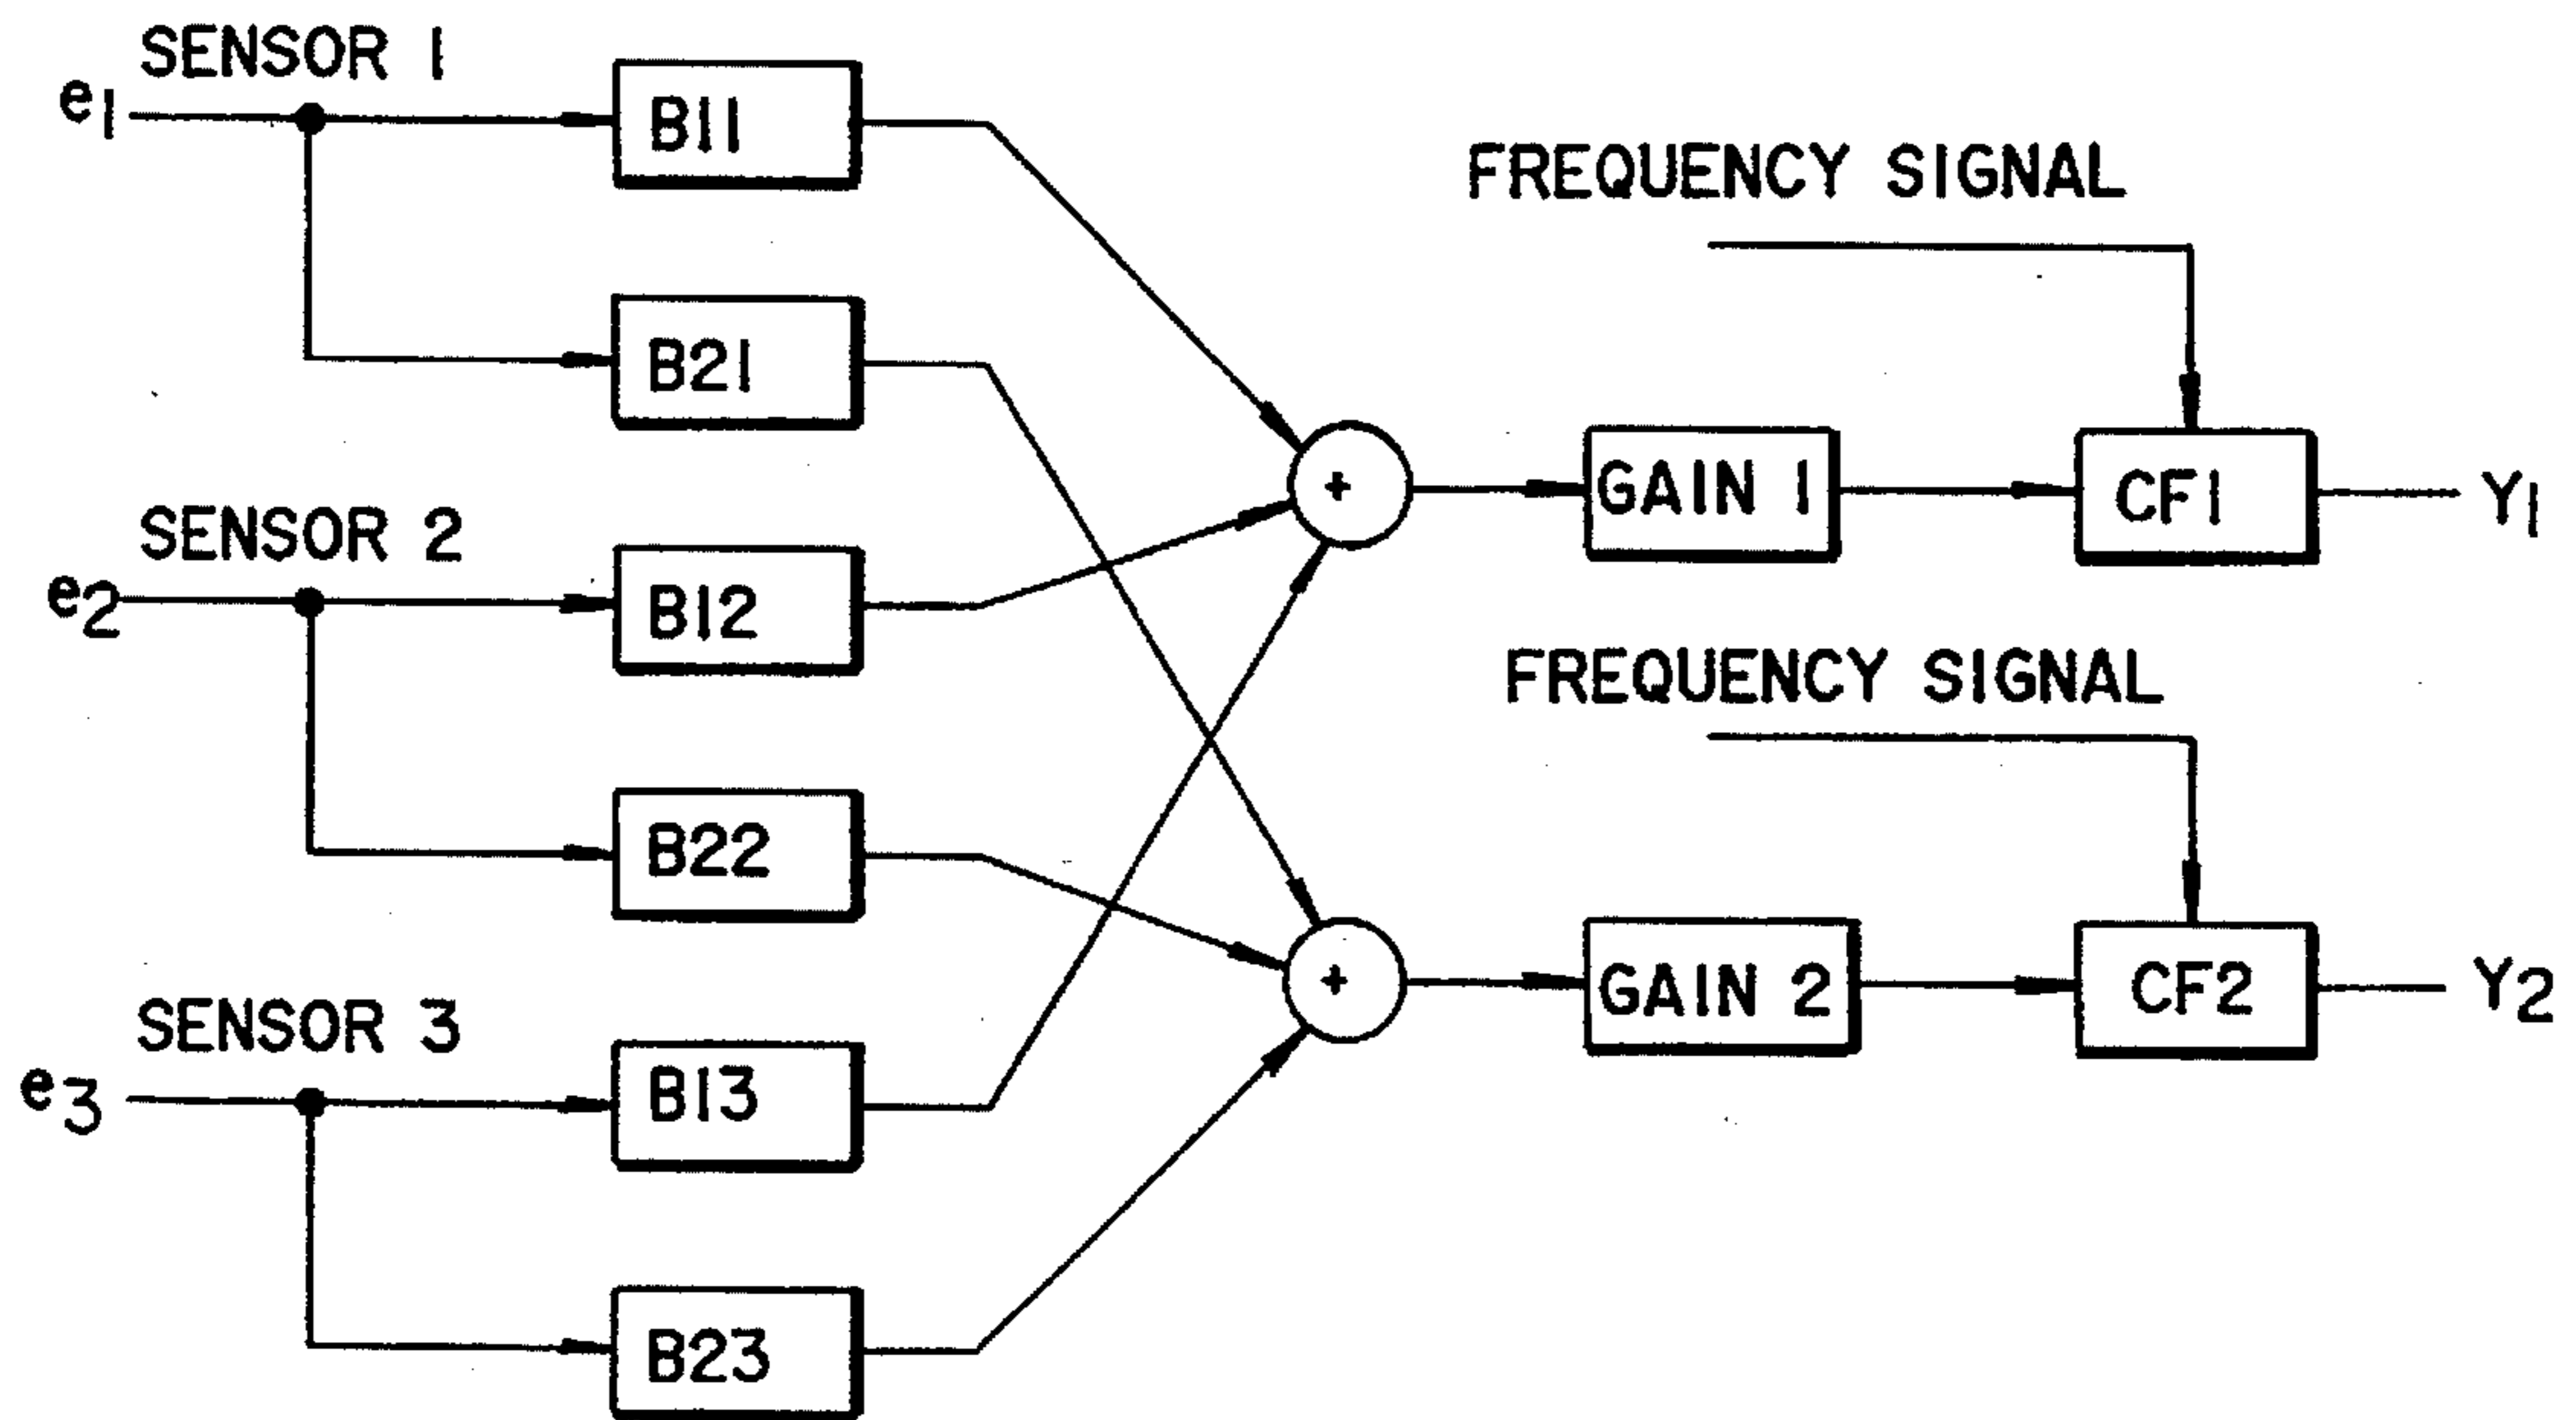 SENSOR 1
e1
B11
FREQUENCY SIGNAL
B21
SENSOR 2
e2
B12
+
GAIN 1
CF1
Y1
FREQUENCY SIGNAL
B22
SENSOR 3
e3
B13
+
GAIN 2
CF2
Y2
B23